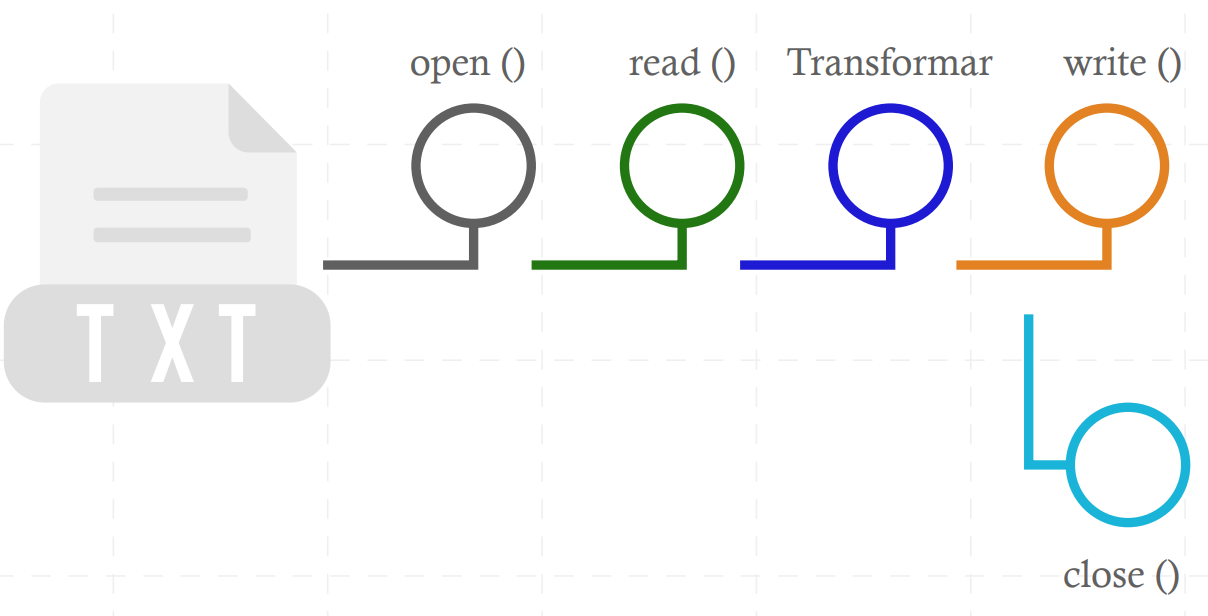 open ()
read ()
Transformar
write ()
TXT
close ()